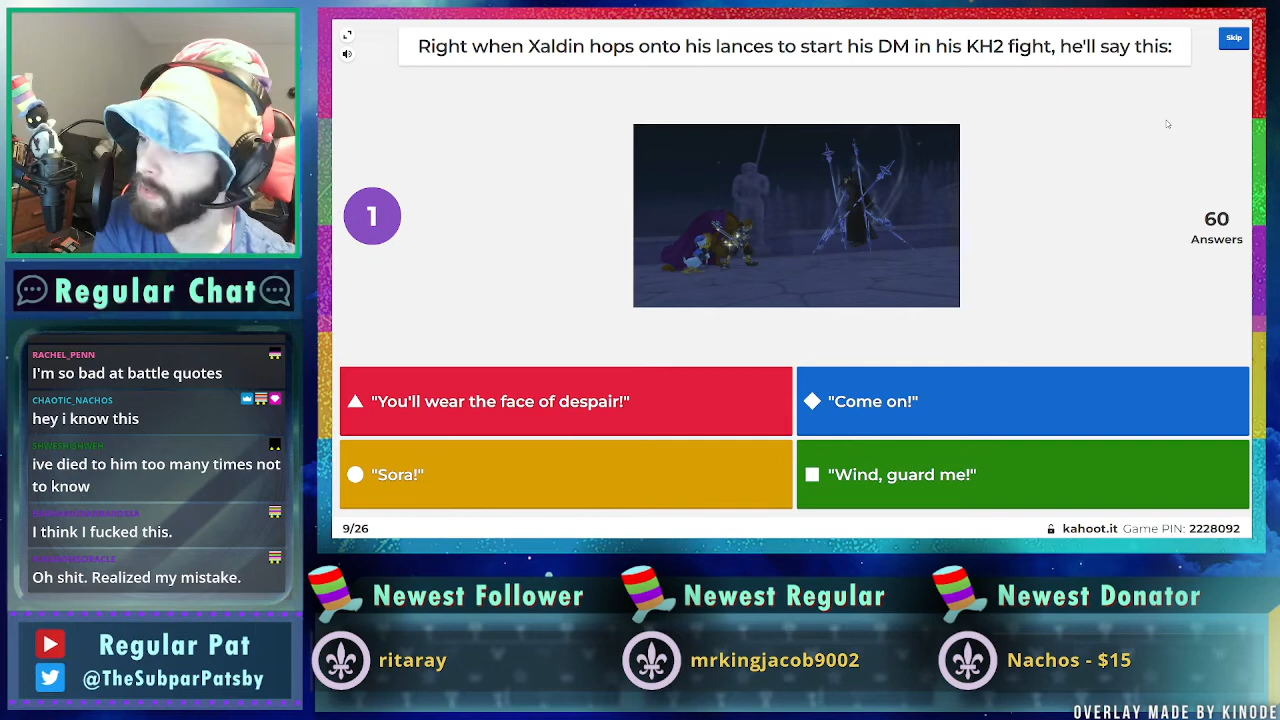 Right when Xaldin hops onto his lances to start his DM in his KH2 fight, he'll say this:
Skip
1
60
Answers
"You'll wear the face of despair!"
"Come on!"
"Sora!"
"Wind, guard me!"
9/26
kahoot.it Game PIN: 2228092
Regular Chat
RACHEL_PENN
I'm so bad at battle quotes
CHAOTIC_NACHOS
hey i know this
SHWESHISHWEH
ive died to him too many times not
to know
I think I fucked this.
Oh shit. Realized my mistake.
Regular Pat
@TheSubparPatsby
Newest Follower
ritaray
Newest Regular
mrkingjacob9002
Newest Donator
Nachos - $15
OVERLAY MADE BY KINODE